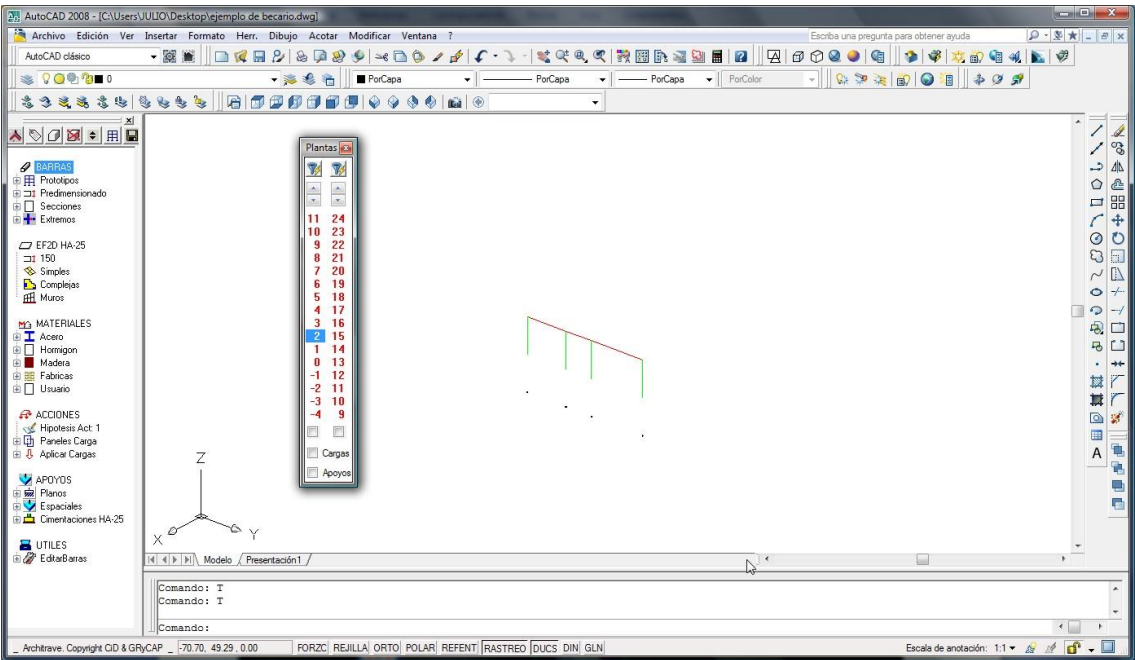 AutoCAD 2008 - [C:\Users\JULIO\Desktop\ejemplo de becario.dwg]
Archivo Edición Ver Insertar Formato Herr. Dibujo Acotar Modificar Ventana ?
Escriba una pregunta para obtener ayuda
AutoCAD clásico
0
PorCapa
PorCapa
PorCapa
PorColor
Plantas
11 24
10 23
9 22
8 21
7 20
6 19
5 18
4 17
3 16
2 15
1 14
0 13
-1 12
-2 11
-3 10
-4 9
Cargas
Apoyos
BARRAS
Prototipos
Predimensionado
Secciones
Extremos
EF2D HA-25
150
Simples
Complejas
Muros
MATERIALES
Acero
Hormigon
Madera
Fabricas
Usuario
ACCIONES
Hipotesis Act: 1
Paneles Carga
Aplicar Cargas
APOYOS
Planos
Espaciales
Cimentaciones HA-25
UTILES
EditarBarras
Z
X
Y
Modelo
Presentación1
Comando: T
Comando: T
Comando:
_ Architrave. Copyright CiD & GRyCAP _
-70.70, 49.29 , 0.00
FORZC REJILLA ORTO POLAR REFENT RASTREO DUCS DIN GLN
Escala de anotación: 1:1